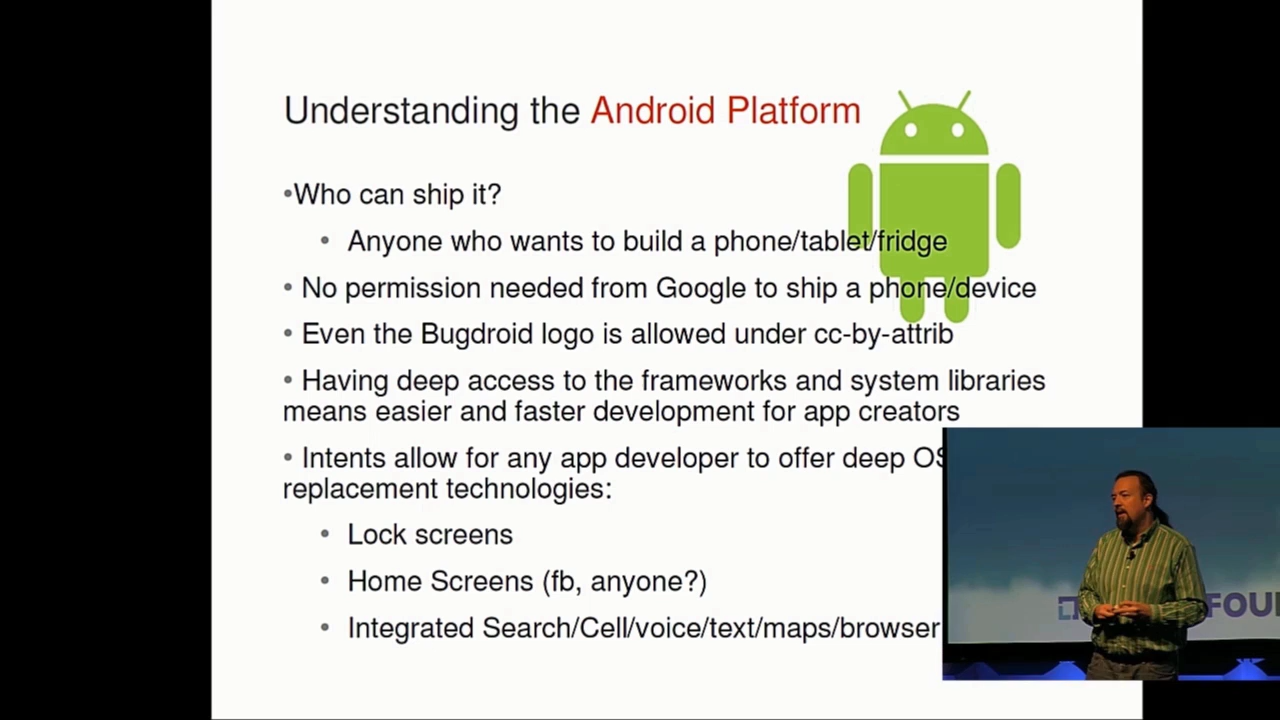 Understanding the Android Platform
•Who can ship it?
• Anyone who wants to build a phone/tablet/fridge
• No permission needed from Google to ship a phone/device
• Even the Bugdroid logo is allowed under cc-by-attrib
• Having deep access to the frameworks and system libraries
means easier and faster development for app creators
• Intents allow for any app developer to offer deep OS
replacement technologies:
• Lock screens
• Home Screens (fb, anyone?)
• Integrated Search/Cell/voice/text/maps/browser
FOU